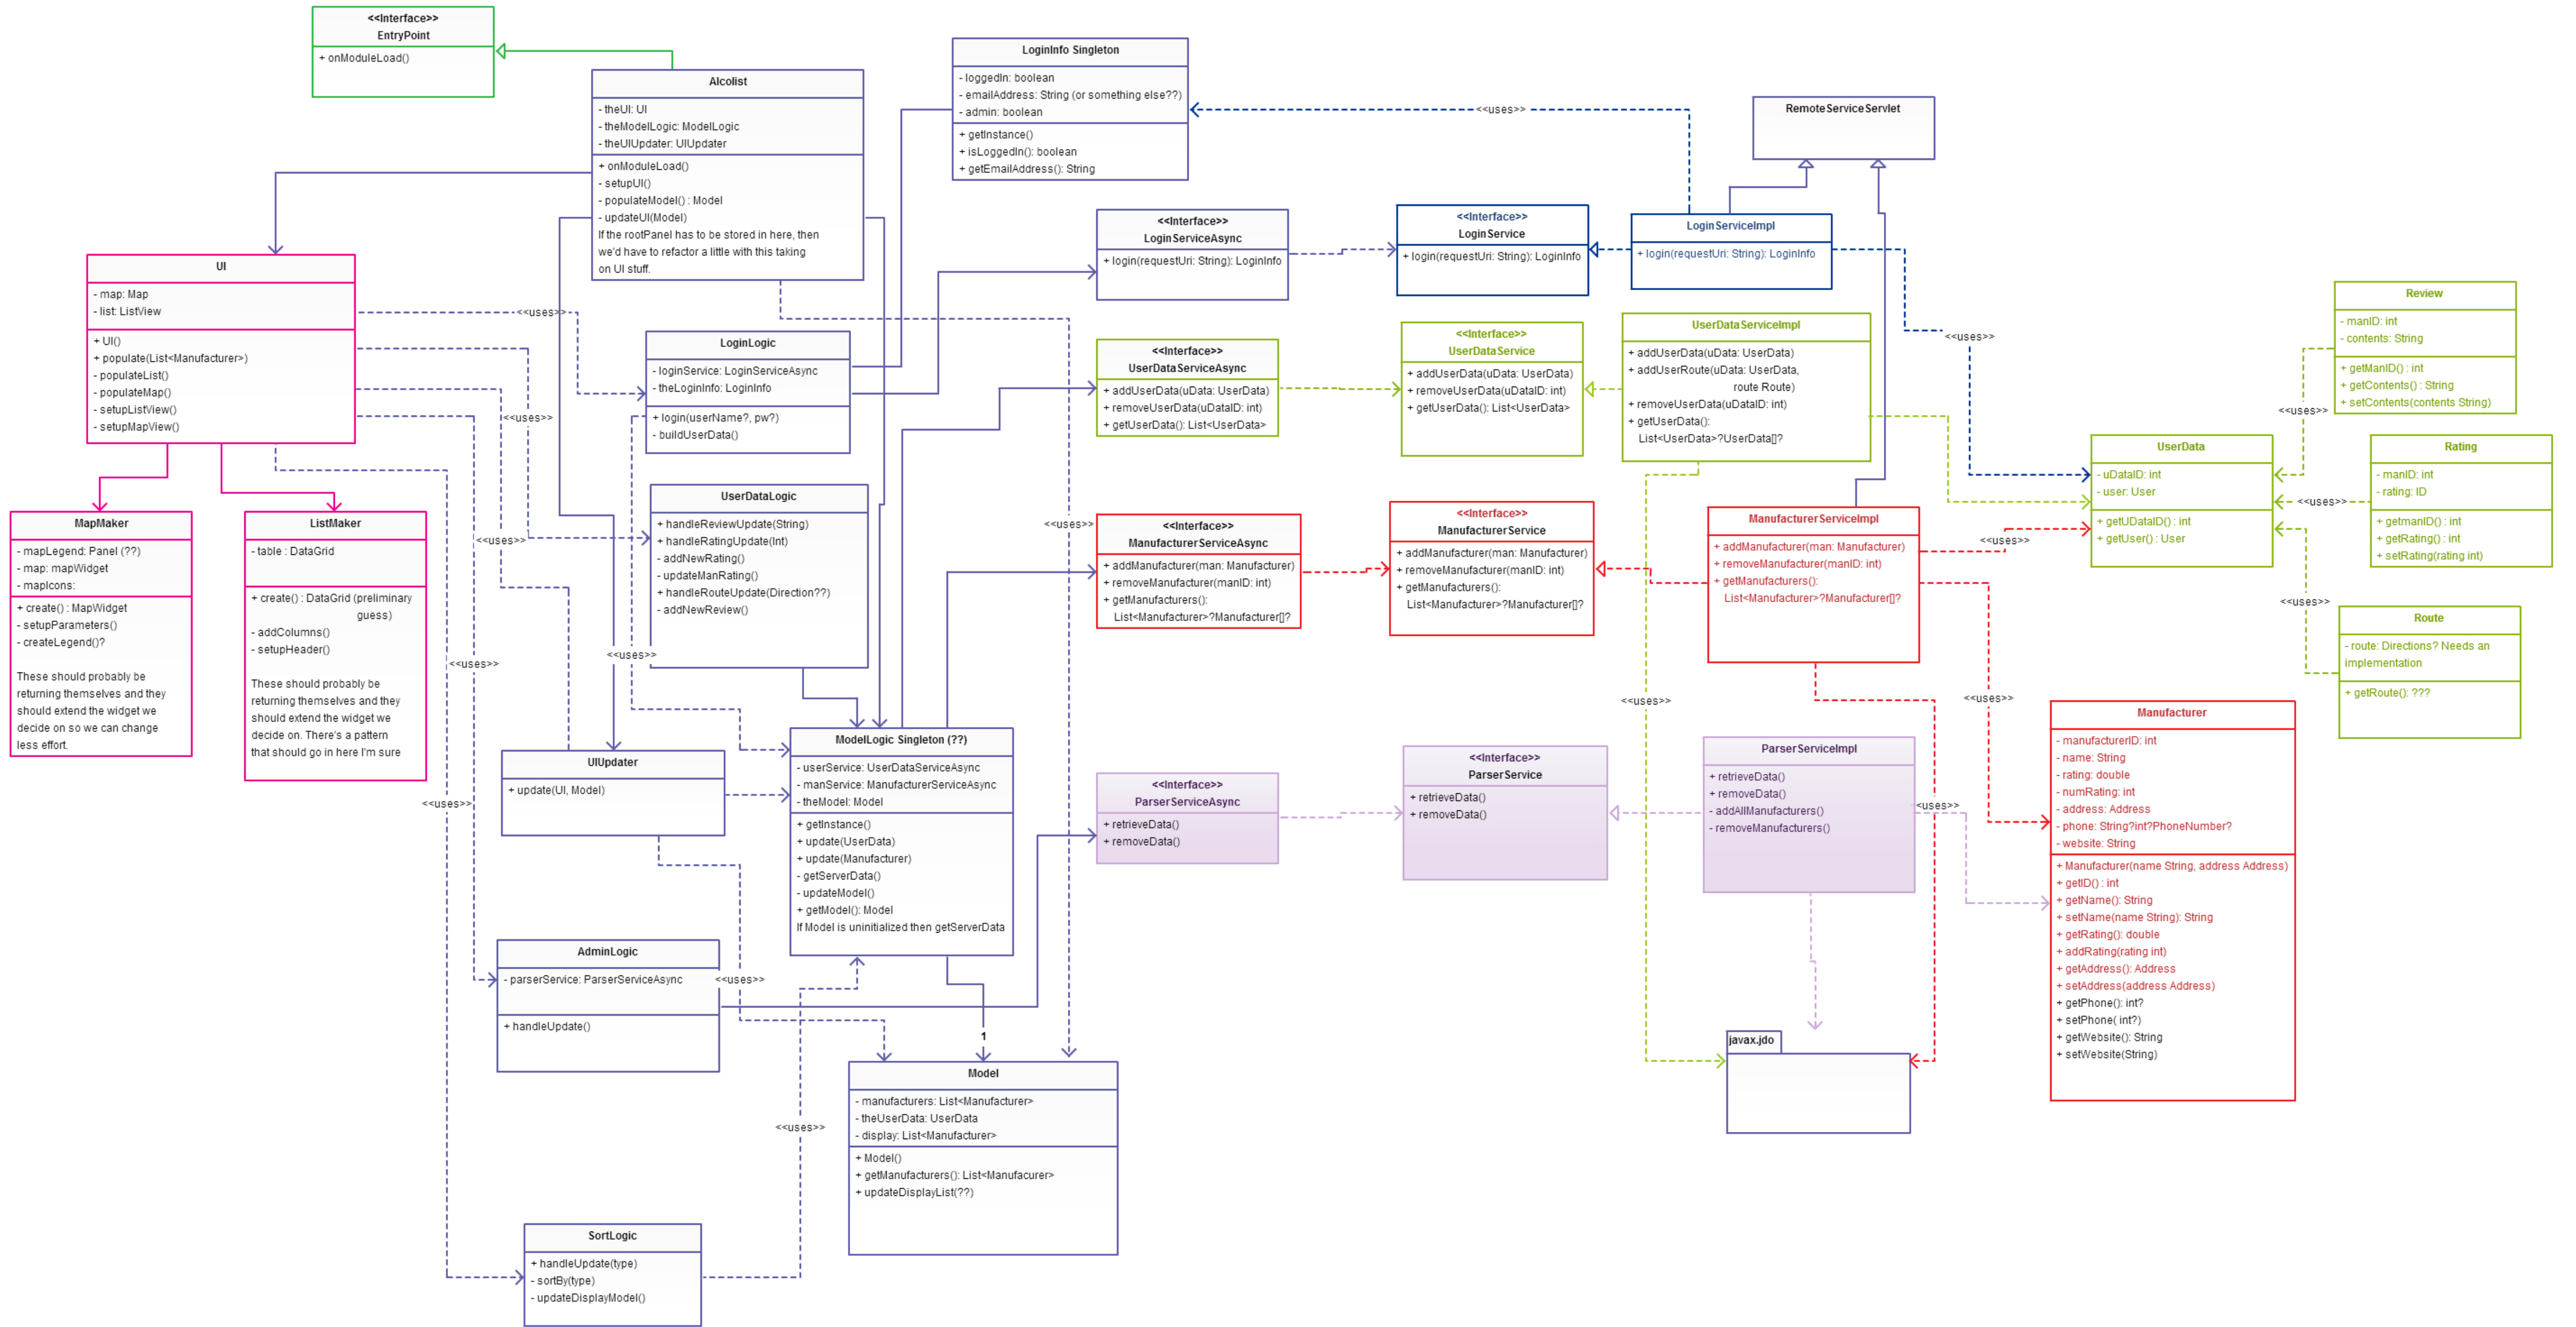 <<Interface>>
EntryPoint
+ onModuleLoad()
Alcolist
- theUI: UI
- theModelLogic: ModelLogic
- theUIUpdater: UIUpdater
+ onModuleLoad()
- setupUI()
- populateModel() : Model
- updateUI(Model)
If the rootPanel has to be stored in here, then
we'd have to refactor a little with this taking
on UI stuff.
LoginInfo Singleton
- loggedIn: boolean
- emailAddress: String (or something else??)
- admin: boolean
+ getInstance()
+ isLoggedIn(): boolean
+ getEmailAddress(): String
<<uses>>
RemoteServiceServlet
<<Interface>>
LoginServiceAsync
+ login(requestUri: String): LoginInfo
<<Interface>>
LoginService
+ login(requestUri: String): LoginInfo
LoginServiceImpl
+ login(requestUri: String): LoginInfo
UI
- map: Map
- list: ListView
+ UI()
+ populate(List<Manufacturer>)
- populateList()
- populateMap()
- setupListView()
- setupMapView()
<<uses>>
<<uses>>
<<uses>>
<<uses>>
<<uses>>
MapMaker
- mapLegend: Panel (??)
- map: mapWidget
- mapIcons:
+ create() : MapWidget
- setupParameters()
- createLegend()?
These should probably be
returning themselves and they
should extend the widget we
decide on so we can change
less effort.
ListMaker
- table : DataGrid
+ create() : DataGrid (preliminary
guess)
- addColumns()
- setupHeader()
These should probably be
returning themselves and they
should extend the widget we
decide on. There's a pattern
that should go in here I'm sure
LoginLogic
- loginService: LoginServiceAsync
- theLoginInfo: LoginInfo
+ login(userName?, pw?)
- buildUserData()
UserDataLogic
+ handleReviewUpdate(String)
+ handleRatingUpdate(Int)
- addNewRating()
- updateManRating()
+ handleRouteUpdate(Direction??)
- addNewReview()
<<uses>>
UIUpdater
+ update(UI, Model)
ModelLogic Singleton (??)
- userService: UserDataServiceAsync
- manService: ManufacturerServiceAsync
- theModel: Model
+ getInstance()
+ update(UserData)
+ update(Manufacturer)
- getServerData()
- updateModel()
+ getModel(): Model
If Model is uninitialized then getServerData
AdminLogic
- parserService: ParserServiceAsync
+ handleUpdate()
<<uses>>
1
<<uses>>
Model
- manufacturers: List<Manufacturer>
- theUserData: UserData
- display: List<Manufacturer>
+ Model()
+ getManufacturers(): List<Manufacurer>
+ updateDisplayList(??)
SortLogic
+ handleUpdate(type)
- sortBy(type)
- updateDisplayModel()
<<uses>>
<<Interface>>
UserDataServiceAsync
+ addUserData(uData: UserData)
+ removeUserData(uDataID: int)
+ getUserData(): List<UserData>
<<Interface>>
UserDataService
+ addUserData(uData: UserData)
+ removeUserData(uDataID: int)
+ getUserData(): List<UserData>
UserDataServiceImpl
+ addUserData(uData: UserData)
+ addUserRoute(uData: UserData,
route Route)
+ removeUserData(uDataID: int)
+ getUserData():
List<UserData>?UserData[]?
<<Interface>>
ManufacturerServiceAsync
+ addManufacturer(man: Manufacturer)
+ removeManufacturer(manID: int)
+ getManufacturers():
List<Manufacturer>?Manufacturer[]?
<<Interface>>
ManufacturerService
+ addManufacturer(man: Manufacturer)
+ removeManufacturer(manID: int)
+ getManufacturers():
List<Manufacturer>?Manufacturer[]?
ManufacturerServiceImpl
+ addManufacturer(man: Manufacturer)
+ removeManufacturer(manID: int)
+ getManufacturers():
List<Manufacturer>?Manufacturer[]?
<<uses>>
<<uses>>
<<uses>>
<<uses>>
<<Interface>>
ParserServiceAsync
+ retrieveData()
+ removeData()
<<Interface>>
ParserService
+ retrieveData()
+ removeData()
ParserServiceImpl
+ retrieveData()
+ removeData()
- addAllManufacturers()
- removeManufacturers()
<<uses>>
javax.jdo
Review
- manID: int
- contents: String
+ getManID() : int
+ getContents() : String
+ setContents(contents String)
<<uses>>
UserData
- uDataID: int
- user: User
+ getUDataID() : int
+ getUser() : User
<<uses>>
Rating
- manID: int
- rating: ID
+ getmanID() : int
+ getRating() : int
+ setRating(rating int)
<<uses>>
Route
- route: Directions? Needs an
implementation
+ getRoute(): ???
Manufacturer
- manufacturerID: int
- name: String
- rating: double
- numRating: int
- address: Address
- phone: String?int?PhoneNumber?
- website: String
+ Manufacturer(name String, address Address)
+ getID() : int
+ getName(): String
+ setName(name String): String
+ getRating(): double
+ addRating(rating int)
+ getAddress(): Address
+ setAddress(address Address)
+ getPhone(): int?
+ setPhone( int?)
+ getWebsite(): String
+ setWebsite(String)